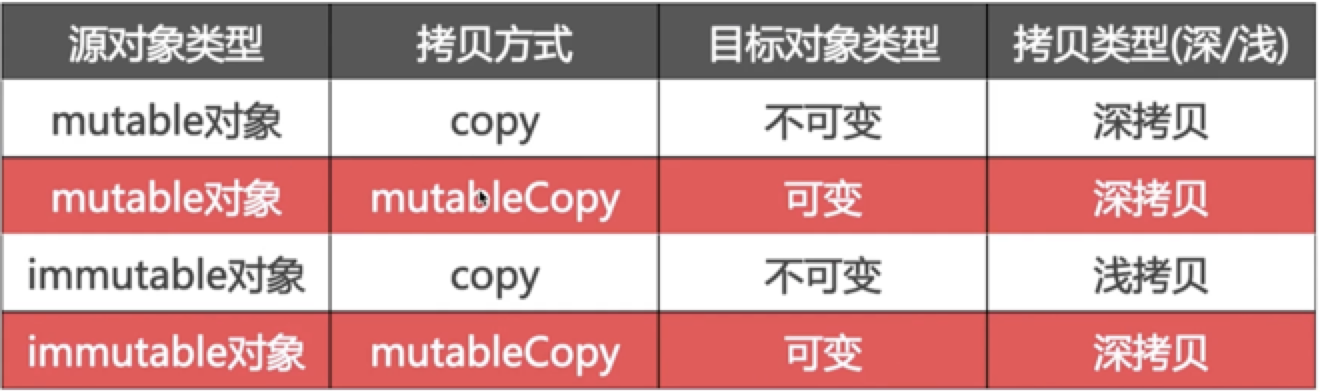 源对象类型 拷贝方式 目标对象类型 拷贝类型(深/浅)
mutable对象 copy 不可变 深拷贝
mutable对象 mutableCopy 可变 深拷贝
immutable对象 copy 不可变 浅拷贝
immutable对象 mutableCopy 可变 深拷贝